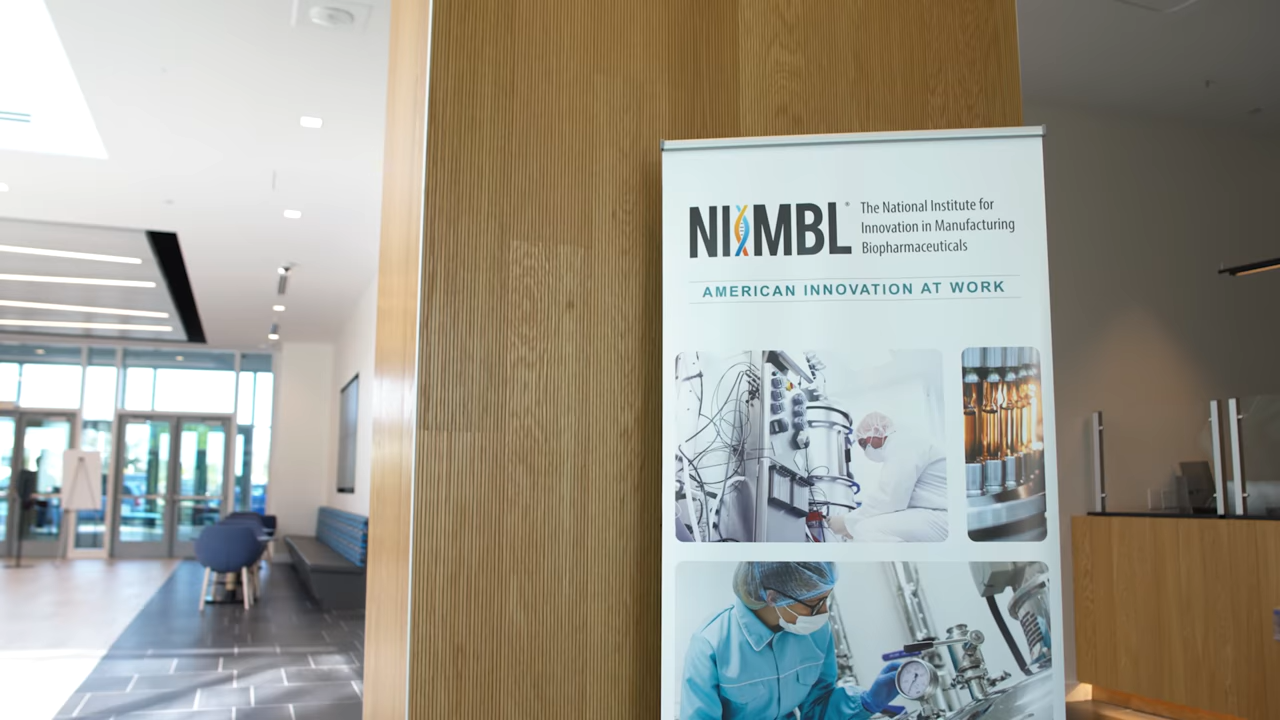 NIIMBL®
The National Institute for
Innovation in Manufacturing
Biopharmaceuticals
AMERICAN INNOVATION AT WORK